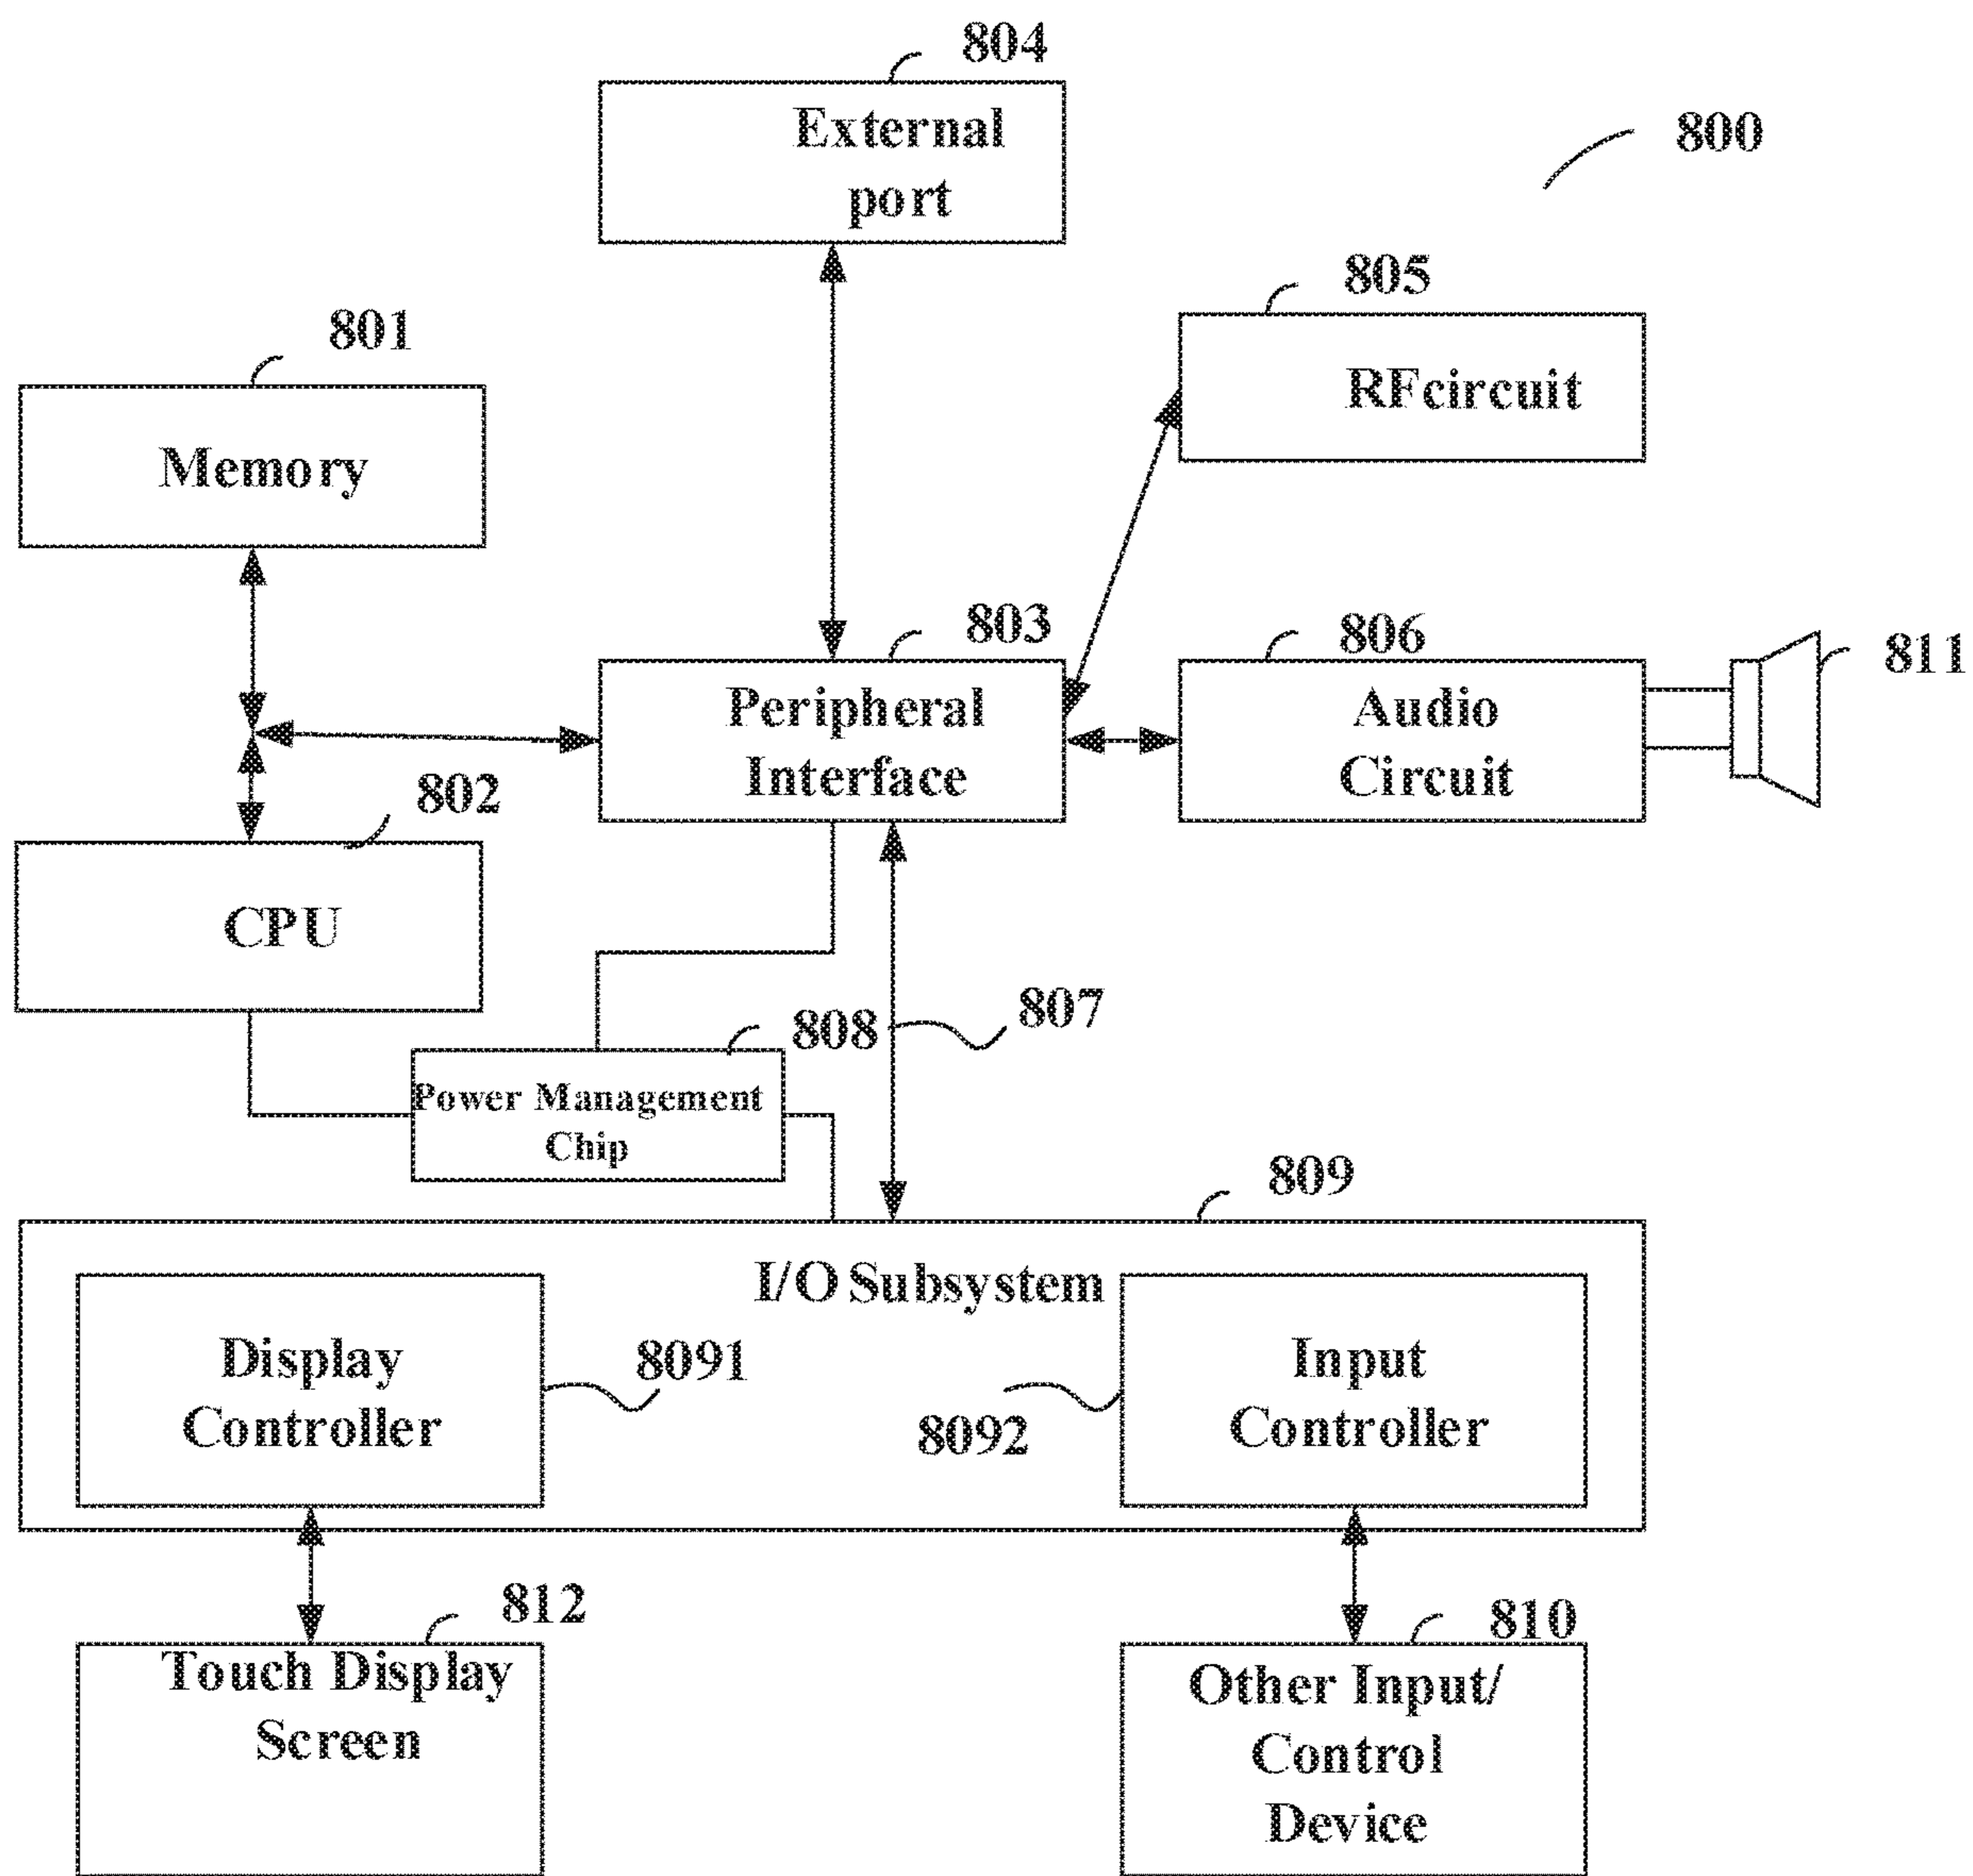 804
External
port
800
805
RFcircuit
801
Memory
803
Peripheral
Interface
806
Audio
Circuit
811
802
CPU
807
808
Power Management
Chip
809
I/O Subsystem
Display
Controller
8091
8092
Input
Controller
812
Touch Display
Screen
810
Other Input/
Control
Device